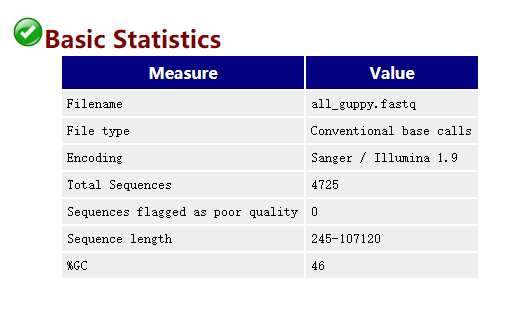 Basic Statistics
Measure Value
Filename all_guppy.fastq
File type Conventional base calls
Encoding Sanger / Illumina 1.9
Total Sequences 4725
Sequences flagged as poor quality 0
Sequence length 245-107120
%GC 46